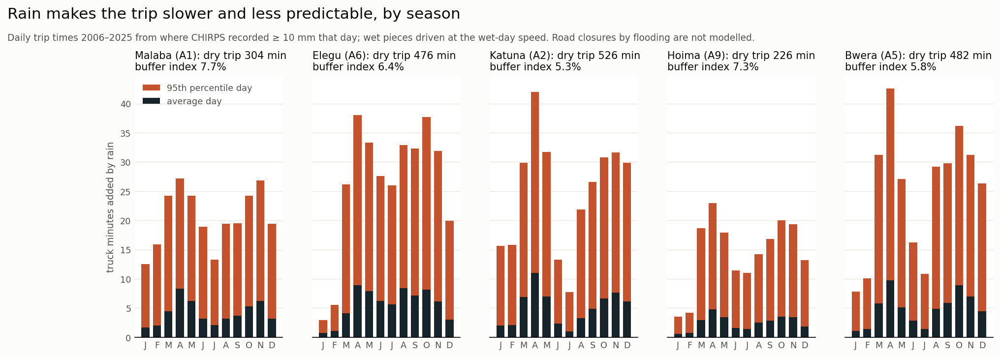 Rain makes the trip slower and less predictable, by season
Daily trip times 2006–2025 from where CHIRPS recorded ≥ 10 mm that day; wet pieces driven at the wet-day speed. Road closures by flooding are not modelled.
Malaba (A1): dry trip 304 min
buffer index 7.7%
Elegu (A6): dry trip 476 min
buffer index 6.4%
Katuna (A2): dry trip 526 min
buffer index 5.3%
Hoima (A9): dry trip 226 min
buffer index 7.3%
Bwera (A5): dry trip 482 min
buffer index 5.8%
95th percentile day
average day
truck minutes added by rain
40
35
30
25
20
15
10
5
0
J F M A M J J A S O N D
J F M A M J J A S O N D
J F M A M J J A S O N D
J F M A M J J A S O N D
J F M A M J J A S O N D